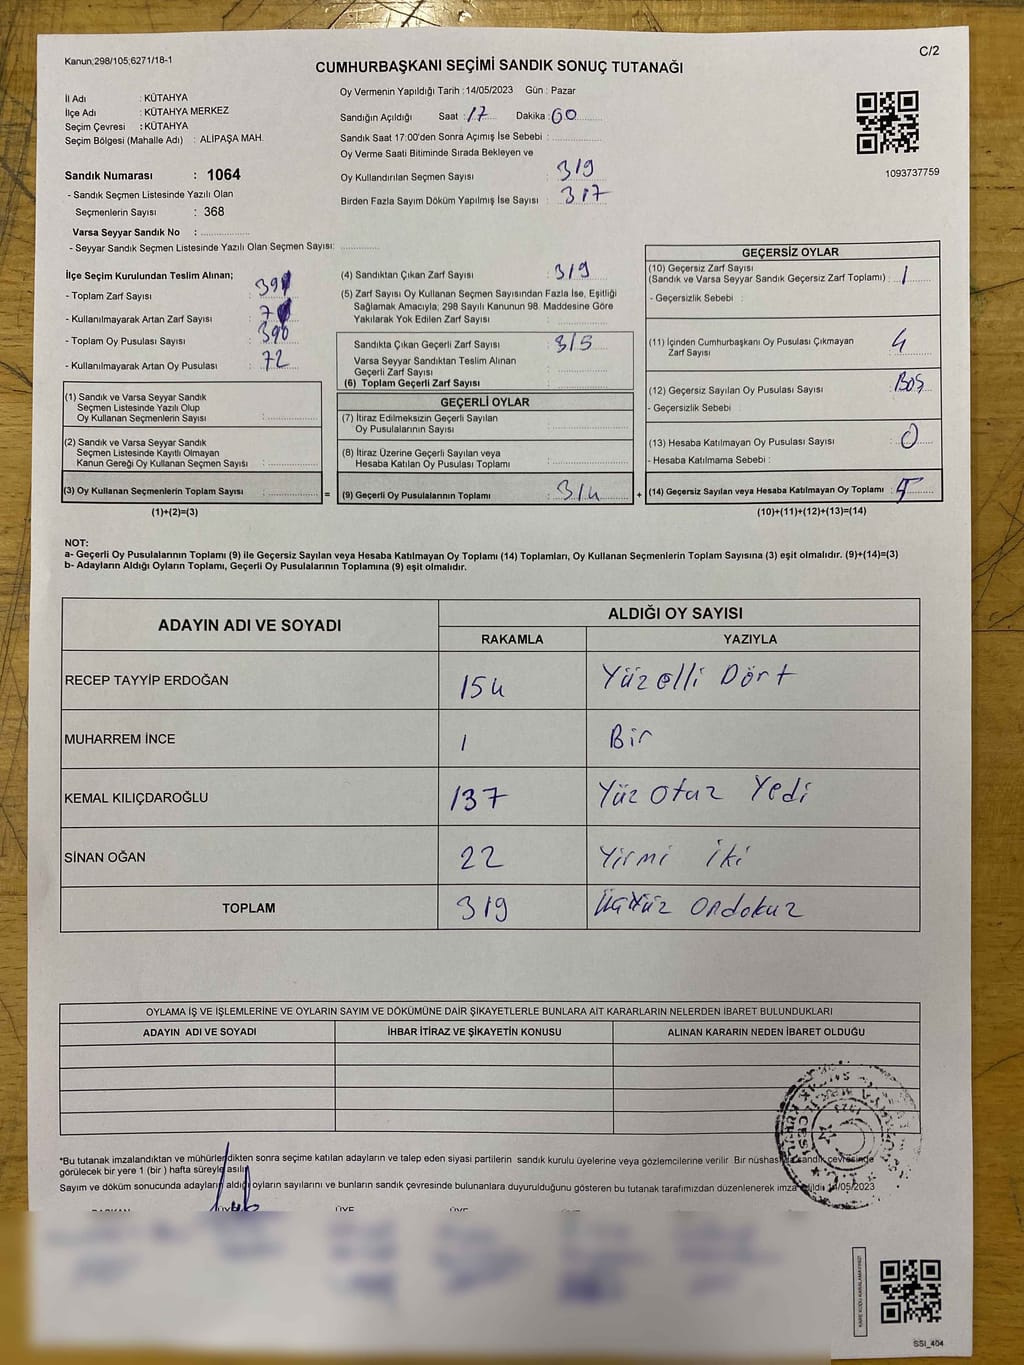 Kanun;298/105;6271/18-1
C/2
CUMHURBAŞKANI SEÇİMİ SANDIK SONUÇ TUTANAĞI
İl Adı : KÜTAHYA
İlçe Adı : KÜTAHYA MERKEZ
Seçim Çevresi : KÜTAHYA
Seçim Bölgesi (Mahalle Adı) : ALİPAŞA MAH.
Sandık Numarası : 1064
- Sandık Seçmen Listesinde Yazılı Olan
Seçmenlerin Sayısı : 368
Varsa Seyyar Sandık No :
- Seyyar Sandık Seçmen Listesinde Yazılı Olan Seçmen Sayısı:
Oy Vermenin Yapıldığı Tarih : 14/05/2023 Gün : Pazar
Sandığın Açıldığı Saat : 17 Dakika : 00
Sandık Saat 17:00'den Sonra Açımış İse Sebebi :
Oy Verme Saati Bitiminde Sırada Bekleyen ve
Oy Kullandırılan Seçmen Sayısı : 319
Birden Fazla Sayım Döküm Yapılmış İse Sayısı : 317
1093737759
İlçe Seçim Kurulundan Teslim Alınan;
- Toplam Zarf Sayısı :
- Kullanılmayarak Artan Zarf Sayısı :
- Toplam Oy Pusulası Sayısı : 390
- Kullanılmayarak Artan Oy Pusulası : 72
(1) Sandık ve Varsa Seyyar Sandık
Seçmen Listesinde Yazılı Olup
Oy Kullanan Seçmenlerin Sayısı :
(2) Sandık ve Varsa Seyyar Sandık
Seçmen Listesinde Kayıtlı Olmayan
Kanun Gereği Oy Kullanan Seçmen Sayısı :
(3) Oy Kullanan Seçmenlerin Toplam Sayısı : =
(1)+(2)=(3)
(4) Sandıktan Çıkan Zarf Sayısı : 319
(5) Zarf Sayısı Oy Kullanan Seçmen Sayısından Fazla İse, Eşitliği
Sağlamak Amacıyla; 298 Sayılı Kanunun 98. Maddesine Göre
Yakılarak Yok Edilen Zarf Sayısı :
Sandıkta Çıkan Geçerli Zarf Sayısı : 315
Varsa Seyyar Sandıktan Teslim Alınan
Geçerli Zarf Sayısı :
(6) Toplam Geçerli Zarf Sayısı :
GEÇERLİ OYLAR
(7) İtiraz Edilmeksizin Geçerli Sayılan
Oy Pusulalarının Sayısı :
(8) İtiraz Üzerine Geçerli Sayılan veya
Hesaba Katılan Oy Pusulası Toplamı :
(9) Geçerli Oy Pusulalarının Toplamı : 314 +
GEÇERSİZ OYLAR
(10) Geçersiz Zarf Sayısı
(Sandık ve Varsa Seyyar Sandık Geçersiz Zarf Toplamı) : 1
- Geçersizlik Sebebi :
(11) İçinden Cumhurbaşkanı Oy Pusulası Çıkmayan
Zarf Sayısı : 4
(12) Geçersiz Sayılan Oy Pusulası Sayısı : BOŞ
- Geçersizlik Sebebi :
(13) Hesaba Katılmayan Oy Pusulası Sayısı : 0
- Hesaba Katılmama Sebebi :
(14) Geçersiz Sayılan veya Hesaba Katılmayan Oy Toplamı : 5
(10)+(11)+(12)+(13)=(14)
NOT:
a- Geçerli Oy Pusulalarının Toplamı (9) ile Geçersiz Sayılan veya Hesaba Katılmayan Oy Toplamı (14) Toplamları, Oy Kullanan Seçmenlerin Toplam Sayısına (3) eşit olmalıdır. (9)+(14)=(3)
b- Adayların Aldığı Oyların Toplamı, Geçerli Oy Pusulalarının Toplamına (9) eşit olmalıdır.
ADAYIN ADI VE SOYADI
ALDIĞI OY SAYISI
RAKAMLA YAZIYLA
RECEP TAYYİP ERDOĞAN 154 Yüzelli Dört
MUHARREM İNCE 1 Bir
KEMAL KILIÇDAROĞLU 137 Yüz Otuz Yedi
SİNAN OĞAN 22 Yirmi İki
TOPLAM 319 Üçyüz Ondokuz
OYLAMA İŞ VE İŞLEMLERİNE VE OYLARIN SAYIM VE DÖKÜMÜNE DAİR ŞİKAYETLERLE BUNLARA AİT KARARLARIN NELERDEN İBARET BULUNDUKLARI
ADAYIN ADI VE SOYADI İHBAR İTİRAZ VE ŞİKAYETİN KONUSU ALINAN KARARIN NEDEN İBARET OLDUĞU
*Bu tutanak imzalandıktan ve mühürlendikten sonra seçime katılan adayların ve talep eden siyasi partilerin sandık kurulu üyelerine veya gözlemcilerine verilir Bir nüshası sandık çevresinde
görülecek bir yere 1 (bir ) hafta süreyle asılır
Sayım ve döküm sonucunda adayların aldığı oyların sayılarını ve bunların sandık çevresinde bulunanlara duyurulduğunu gösteren bu tutanak tarafımızdan düzenlenerek imza edildi 14/05/2023
BAŞKAN ÜYE ÜYE ÜYE ÜYE
KARE KODU KARALAMAYINIZ!
SSI_404